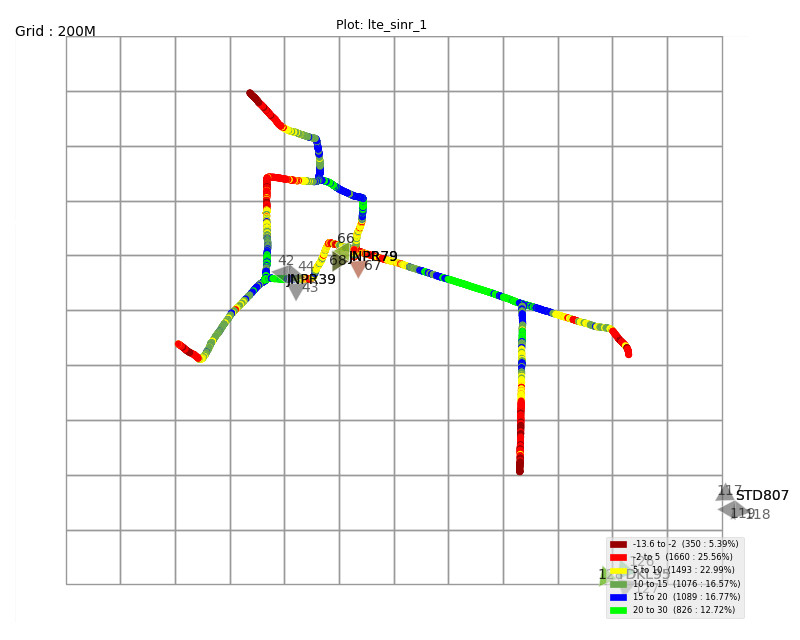 Plot: lte_sinr_1
Grid : 200M
66
JNPR79
68
67
42
44
JNPR39
43
117
STD807
119
118
-13.6 to -2 (350 : 5.39%)
-2 to 5 (1660 : 25.56%)
5 to 10 (1493 : 22.99%)
10 to 15 (1076 : 16.57%)
15 to 20 (1089 : 16.77%)
20 to 30 (826 : 12.72%)
126
127